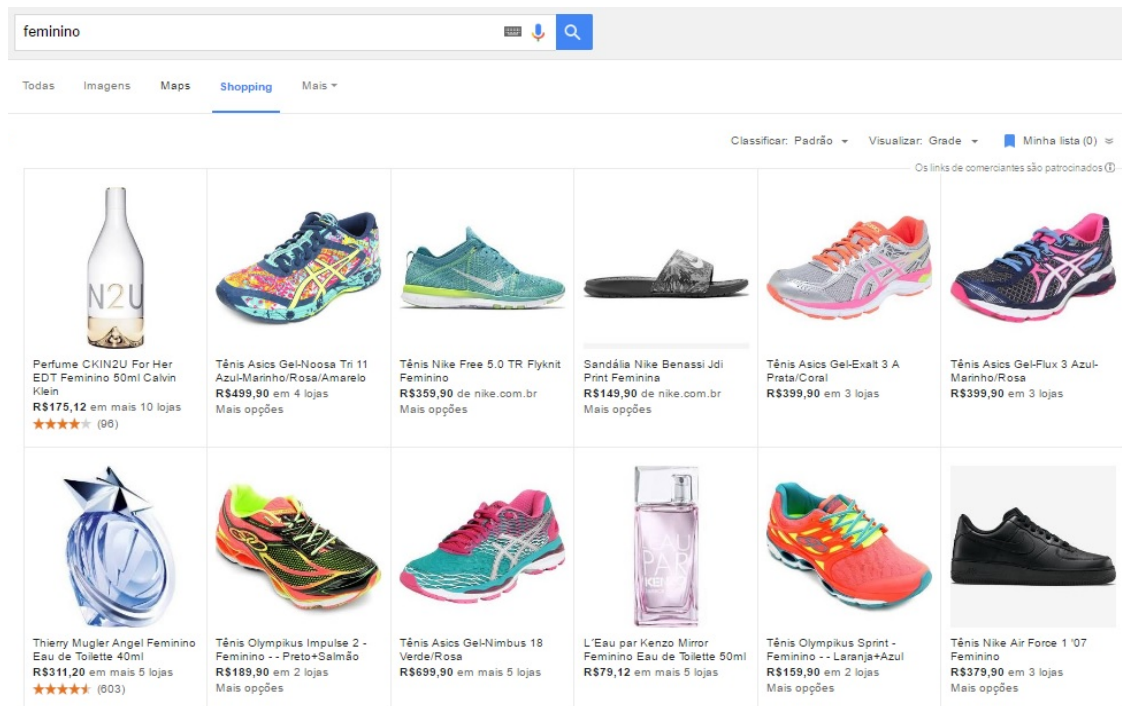 feminino
Todas Imagens Maps Shopping Mais
Classificar: Padrão Visualizar: Grade Minha lista (0)
Os links de comerciantes são patrocinados
N2U
Perfume CKIN2U For Her
EDT Feminino 50ml Calvin
Klein
R$175,12 em mais 10 lojas
(96)
Tênis Asics Gel-Noosa Tri 11
Azul-Marinho/Rosa/Amarelo
R$499,90 em 4 lojas
Mais opções
Tênis Nike Free 5.0 TR Flyknit
Feminino
R$359,90 de nike.com.br
Mais opções
Sandália Nike Benassi Jdi
Print Feminina
R$149,90 de nike.com.br
Mais opções
Tênis Asics Gel-Exalt 3 A
Prata/Coral
R$399,90 em 3 lojas
Tênis Asics Gel-Flux 3 Azul-
Marinho/Rosa
R$399,90 em 3 lojas
Thierry Mugler Angel Feminino
Eau de Toilette 40ml
R$311,20 em mais 5 lojas
(603)
Tênis Olympikus Impulse 2 -
Feminino - - Preto+Salmão
R$189,90 em 2 lojas
Mais opções
Tênis Asics Gel-Nimbus 18
Verde/Rosa
R$699,90 em mais 5 lojas
EAU
PAR
KENZO
L´Eau par Kenzo Mirror
Feminino Eau de Toilette 50ml
R$79,12 em mais 5 lojas
Tênis Olympikus Sprint -
Feminino - - Laranja+Azul
R$159,90 em 2 lojas
Mais opções
Tênis Nike Air Force 1 '07
Feminino
R$379,90 em 3 lojas
Mais opções